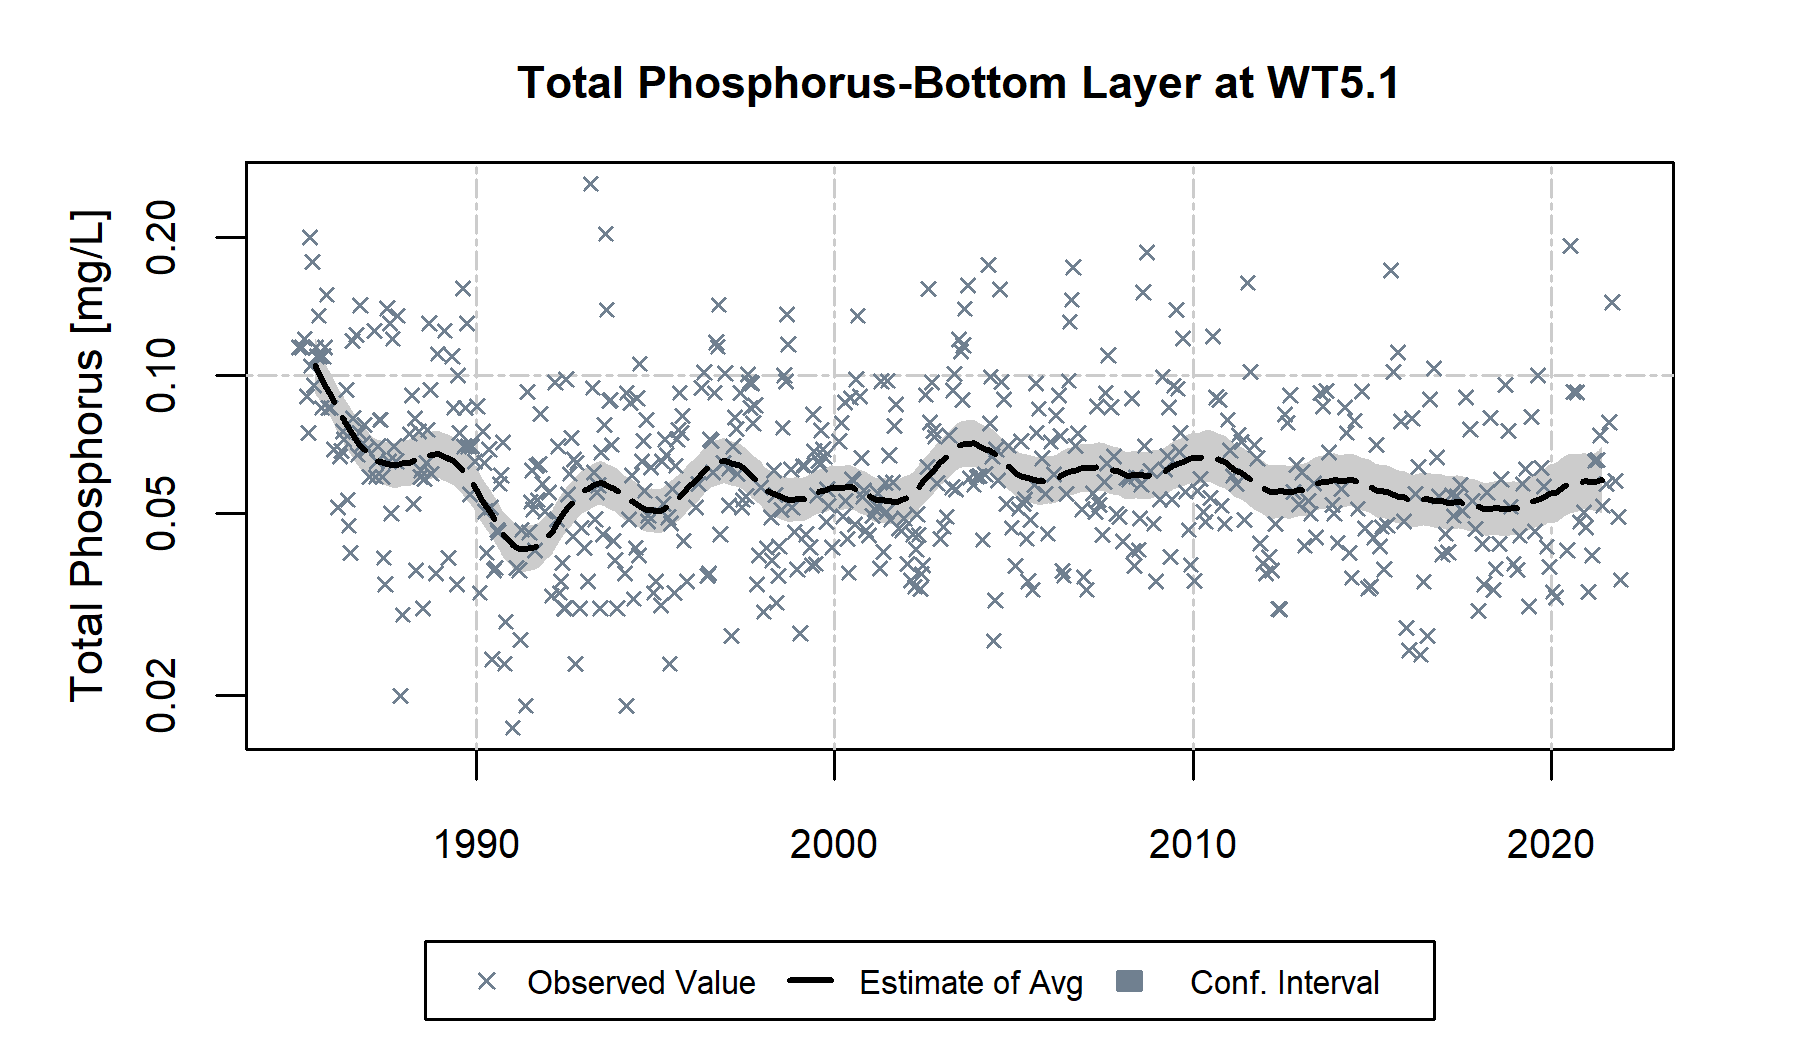 Total Phosphorus-Bottom Layer at WT5.1
Total Phosphorus [mg/L]
0.20
0.10
0.05
0.02
1990 2000 2010 2020
Observed Value Estimate of Avg Conf. Interval